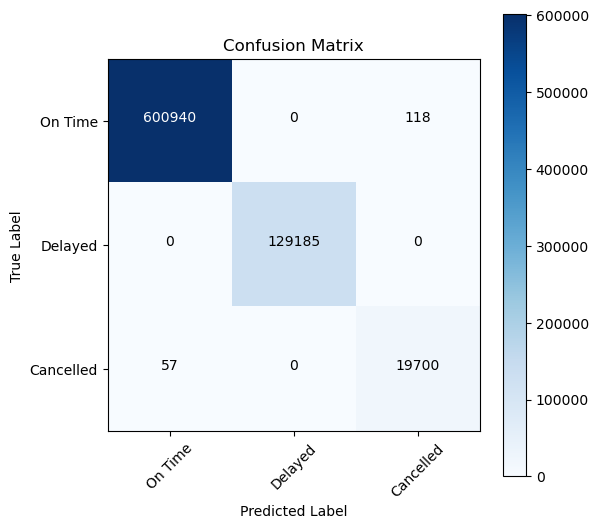 Confusion Matrix
True Label
On Time 600940 0 118
Delayed 0 129185 0
Cancelled 57 0 19700
On Time Delayed Cancelled
Predicted Label
600000
500000
400000
300000
200000
100000
0